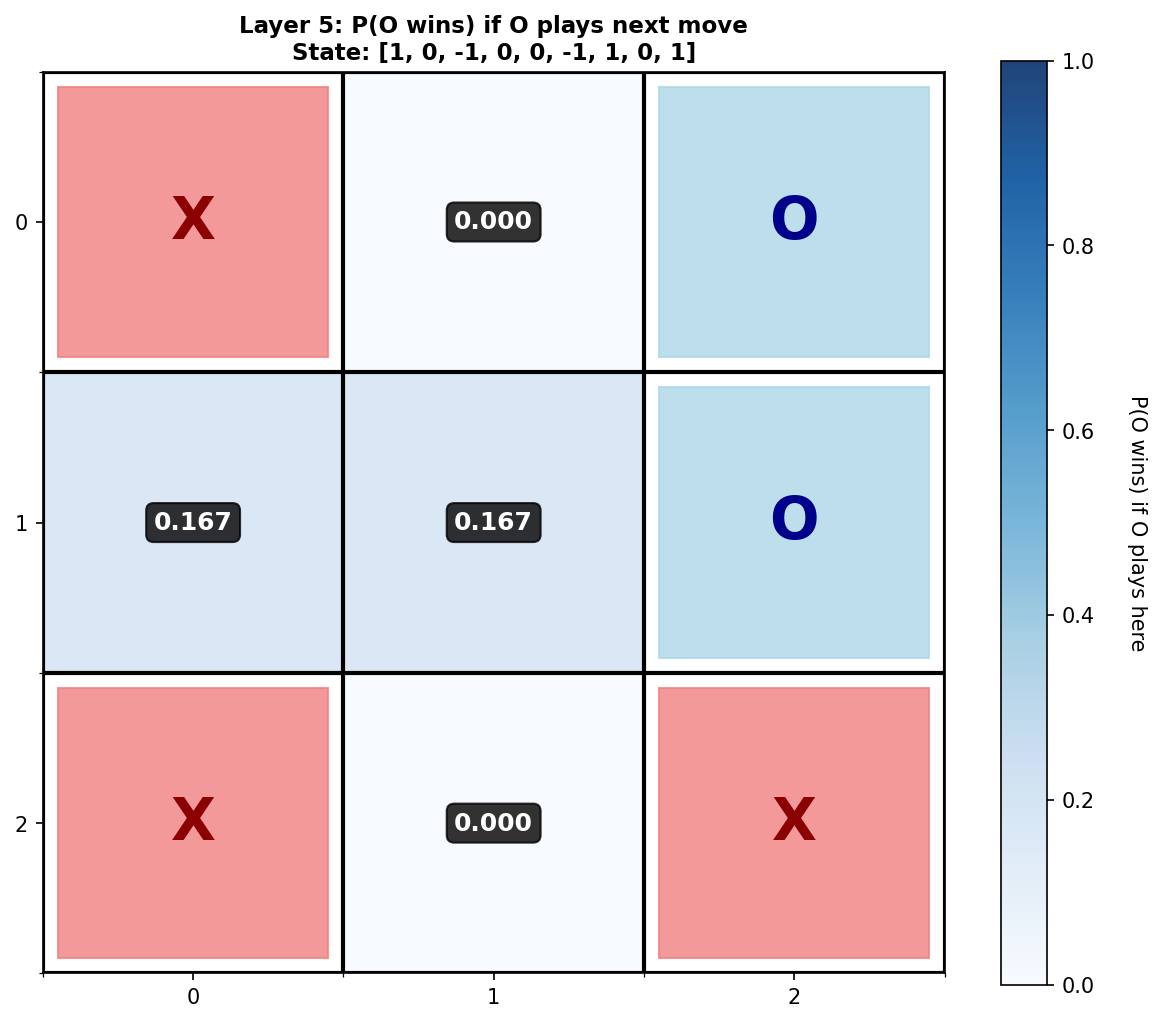 Layer 5: P(O wins) if O plays next move
State: [1, 0, -1, 0, 0, -1, 1, 0, 1]
0
X
0.000
O
1
0.167
0.167
O
2
X
0.000
X
0
1
2
1.0
0.8
0.6
0.4
0.2
0.0
P(O wins) if O plays here